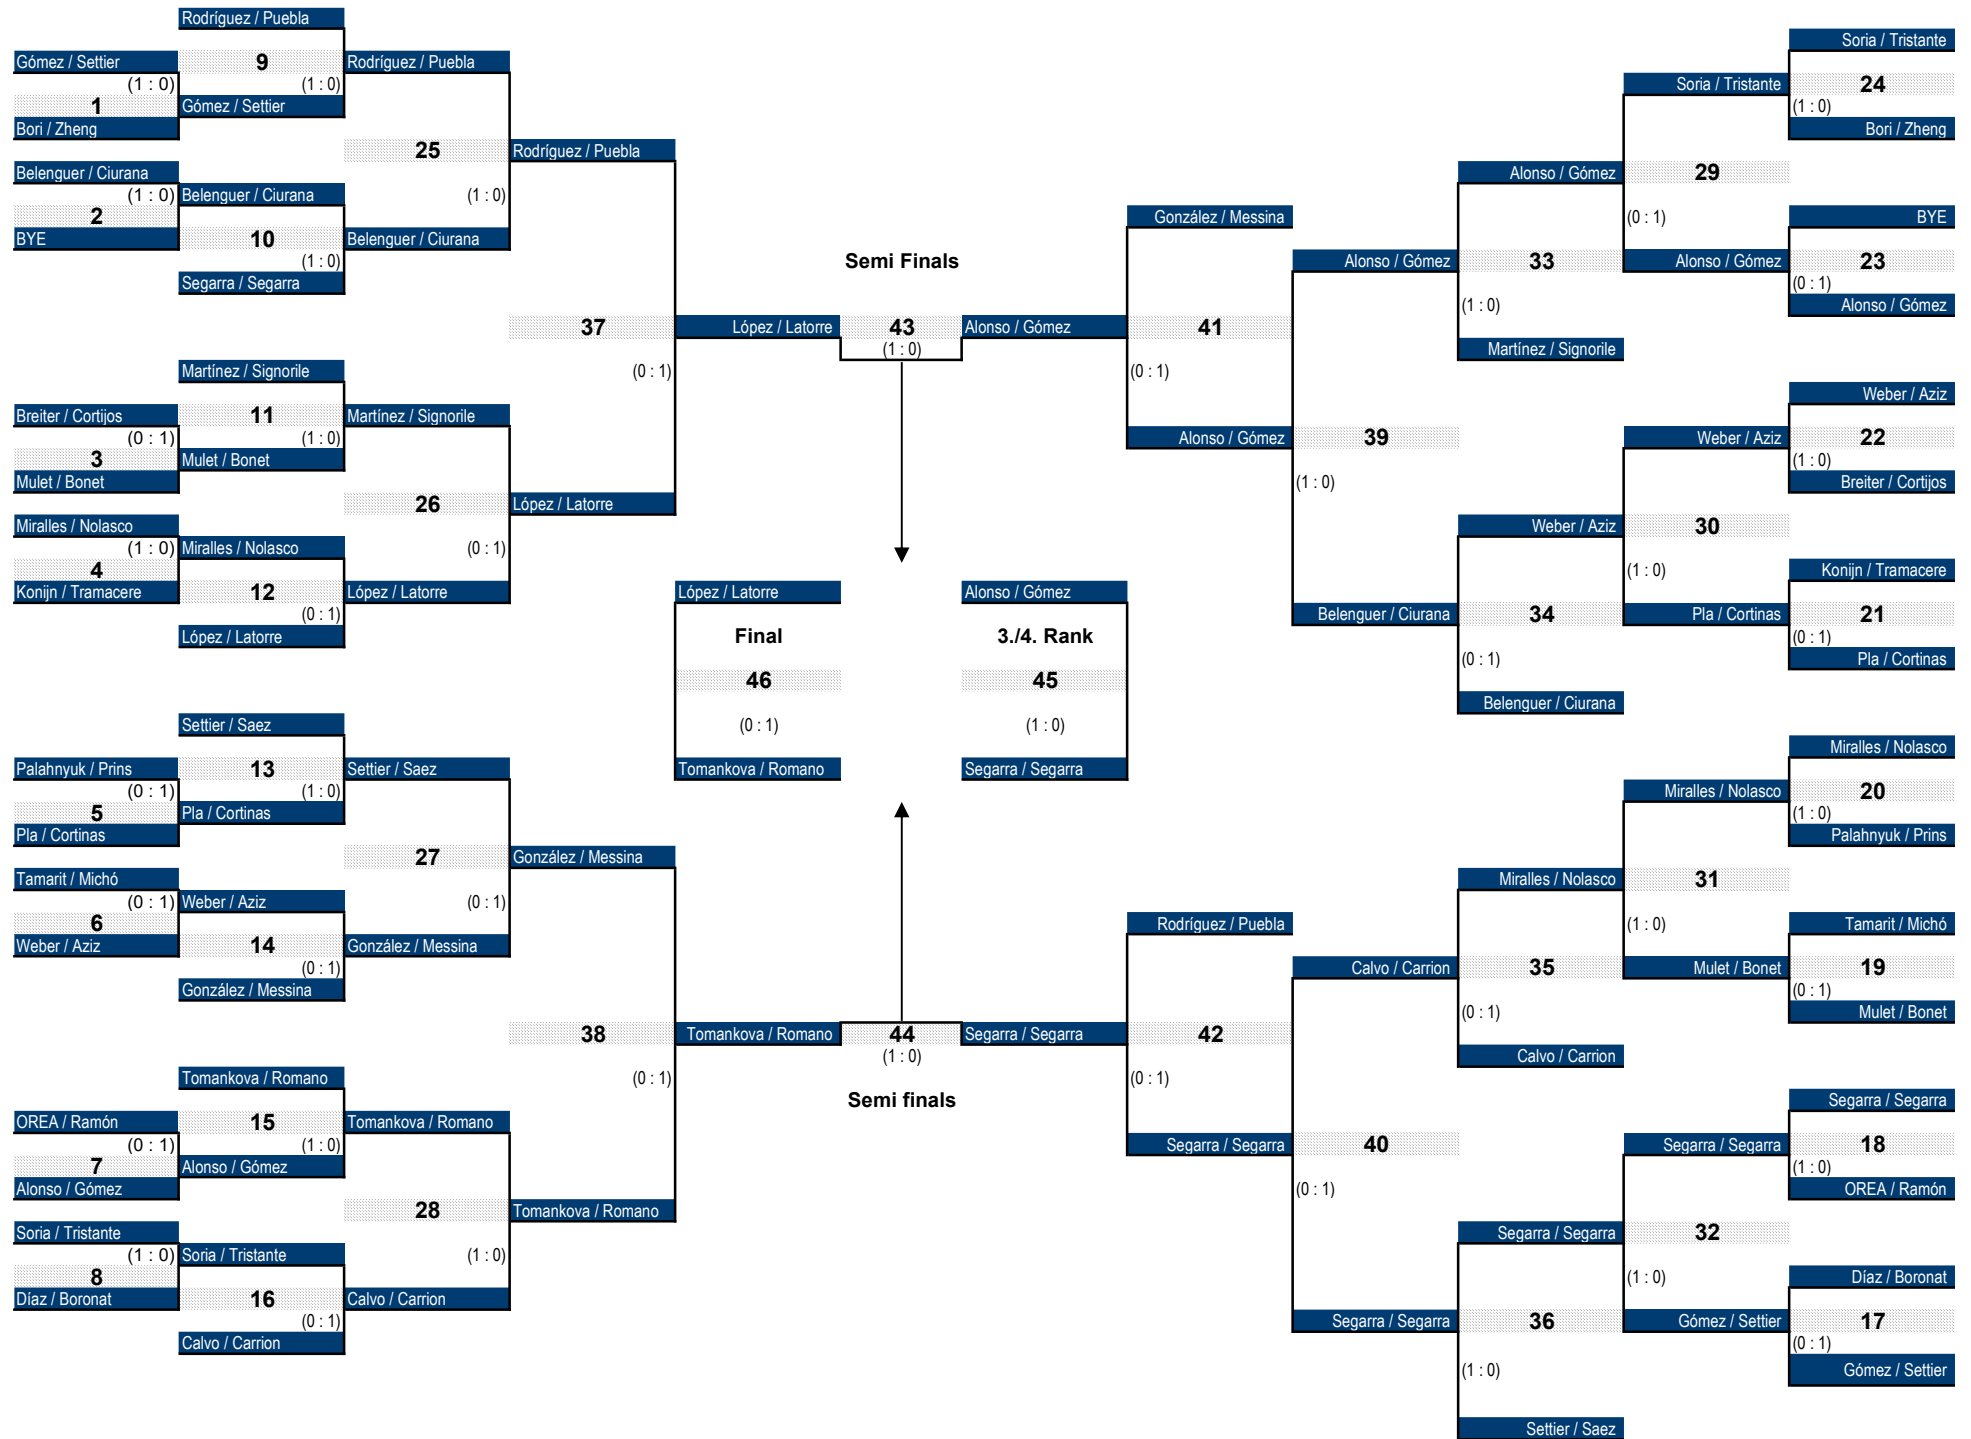 Rodríguez / Puebla
Gómez / Settier
9
Rodríguez / Puebla
(1 : 0)
(1 : 0)
1
Gómez / Settier
Bori / Zheng
25
Rodríguez / Puebla
Belenguer / Ciurana
(1 : 0)
Belenguer / Ciurana
(1 : 0)
2
BYE
10
Belenguer / Ciurana
(1 : 0)
Segarra / Segarra
37
López / Latorre
(0 : 1)
Martínez / Signorile
Breiter / Cortijos
11
Martínez / Signorile
(0 : 1)
(1 : 0)
3
Mulet / Bonet
Mulet / Bonet
26
López / Latorre
Miralles / Nolasco
(1 : 0)
Miralles / Nolasco
(0 : 1)
4
Konijn / Tramacere
12
López / Latorre
(0 : 1)
López / Latorre
Settier / Saez
Palahnyuk / Prins
13
Settier / Saez
(0 : 1)
(1 : 0)
5
Pla / Cortinas
Pla / Cortinas
27
González / Messina
Tamarit / Michó
(0 : 1)
Weber / Aziz
(0 : 1)
6
Weber / Aziz
14
González / Messina
(0 : 1)
González / Messina
38
Tomankova / Romano
(0 : 1)
Tomankova / Romano
OREA / Ramón
15
Tomankova / Romano
(0 : 1)
(1 : 0)
7
Alonso / Gómez
Alonso / Gómez
28
Tomankova / Romano
Soria / Tristante
(1 : 0)
Soria / Tristante
(1 : 0)
8
Díaz / Boronat
16
Calvo / Carrion
(0 : 1)
Calvo / Carrion
Semi Finals
43
(1 : 0)
López / Latorre
Final
46
(0 : 1)
Tomankova / Romano
Alonso / Gómez
3./4. Rank
45
(1 : 0)
Segarra / Segarra
44
(1 : 0)
Semi finals
Soria / Tristante
Soria / Tristante
24
(1 : 0)
Bori / Zheng
Alonso / Gómez
29
González / Messina
(0 : 1)
BYE
Alonso / Gómez
33
Alonso / Gómez
23
(1 : 0)
(0 : 1)
Alonso / Gómez
Alonso / Gómez
41
Martínez / Signorile
(0 : 1)
Weber / Aziz
Alonso / Gómez
39
Weber / Aziz
22
(1 : 0)
(1 : 0)
Breiter / Cortijos
Weber / Aziz
30
(1 : 0)
Konijn / Tramacere
Belenguer / Ciurana
34
Pla / Cortinas
21
(0 : 1)
(0 : 1)
Pla / Cortinas
Belenguer / Ciurana
Miralles / Nolasco
Miralles / Nolasco
20
(1 : 0)
Palahnyuk / Prins
Miralles / Nolasco
31
Rodríguez / Puebla
(1 : 0)
Tamarit / Michó
Calvo / Carrion
35
Mulet / Bonet
19
(0 : 1)
(0 : 1)
Mulet / Bonet
Segarra / Segarra
42
Calvo / Carrion
(0 : 1)
Segarra / Segarra
Segarra / Segarra
40
Segarra / Segarra
18
(1 : 0)
(0 : 1)
OREA / Ramón
Segarra / Segarra
32
(1 : 0)
Díaz / Boronat
Segarra / Segarra
36
Gómez / Settier
17
(0 : 1)
(1 : 0)
Gómez / Settier
Settier / Saez